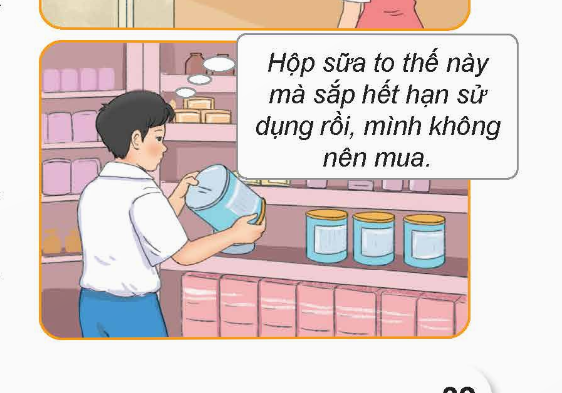 Hộp sữa to thế này
mà sắp hết hạn sử
dụng rồi, mình không
nên mua.